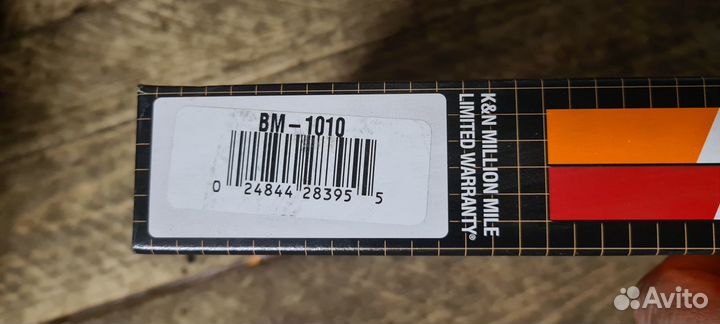 BM-1010
0 24844 28395 5
K&N MILLION MILE
LIMITED WARRANTY®
Avito